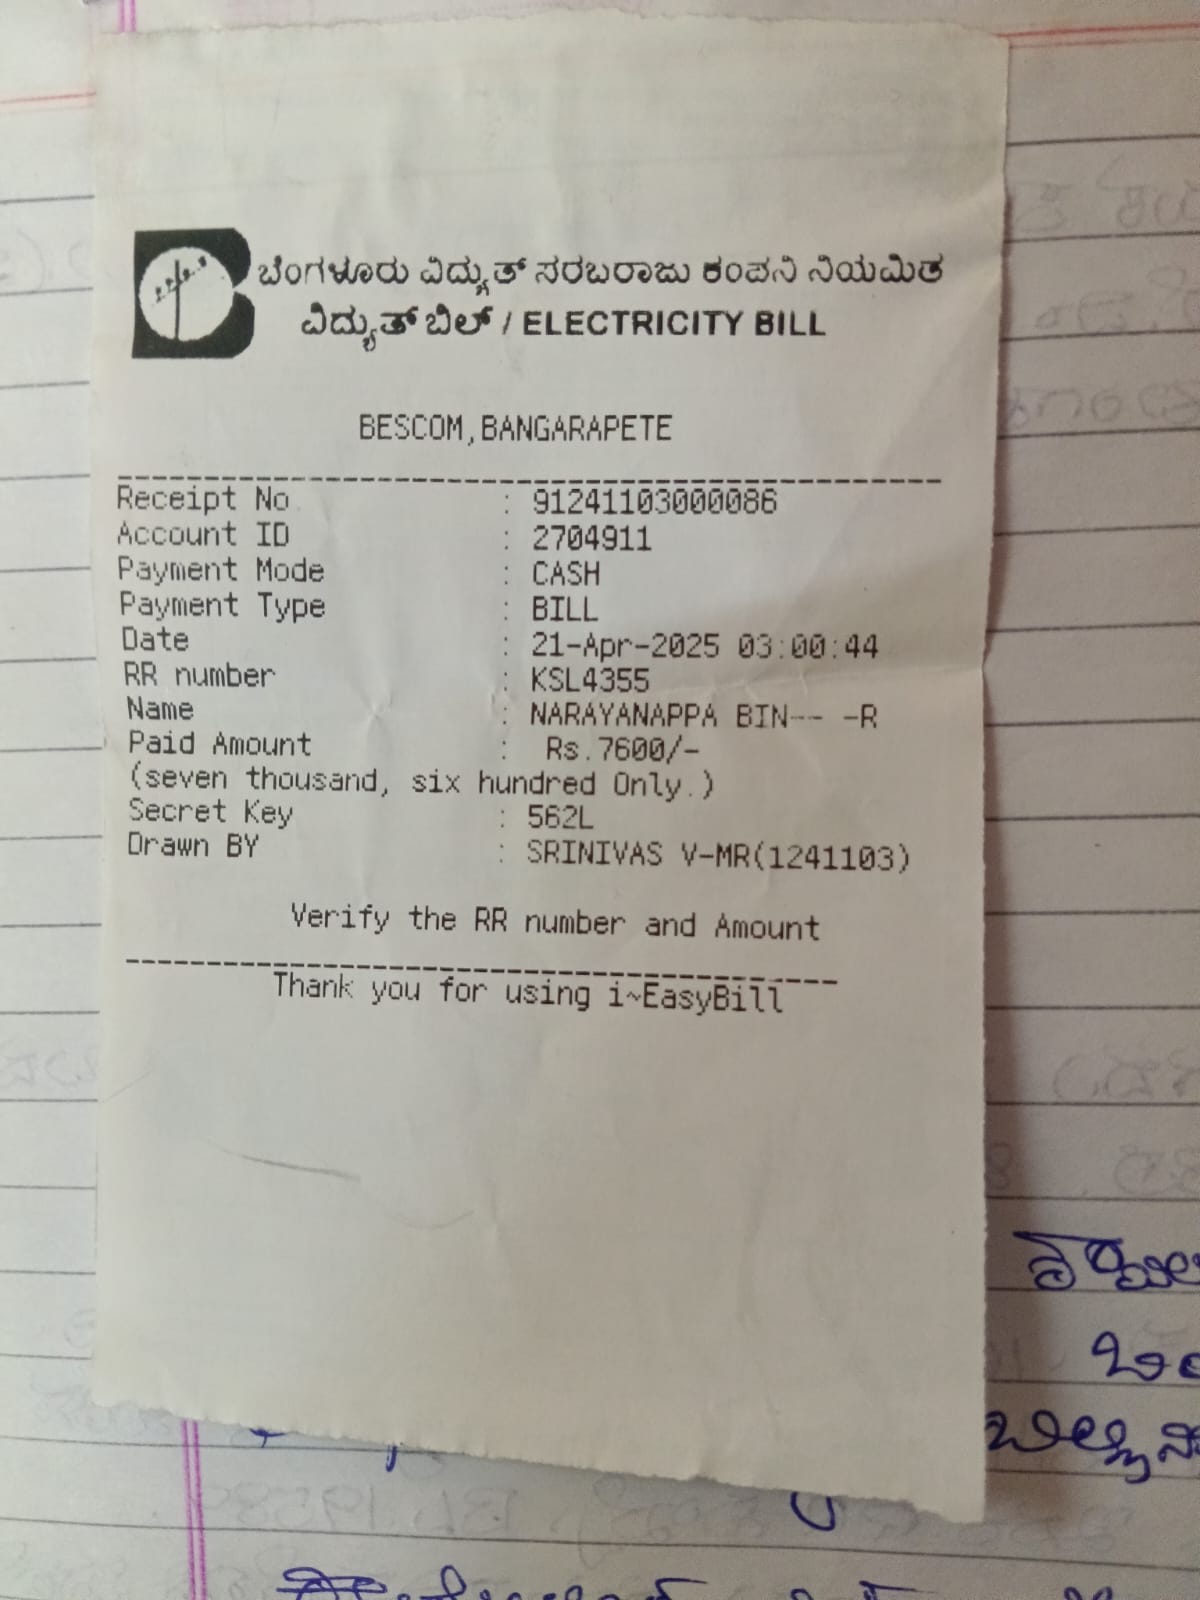 ಬೆಂಗಳೂರು ವಿದ್ಯುತ್ ಸರಬರಾಜು ಕಂಪನಿ ನಿಯಮಿತ
ವಿದ್ಯುತ್ ಬಿಲ್ / ELECTRICITY BILL
BESCOM,BANGARAPETE
Receipt No. : 91241103000086
Account ID : 2704911
Payment Mode : CASH
Payment Type : BILL
Date : 21-Apr-2025 03:00:44
RR number : KSL4355
Name : NARAYANAPPA BIN-- -R
Paid Amount : Rs.7600/-
(seven thousand, six hundred Only.)
Secret Key : 562L
Drawn BY : SRINIVAS V-MR(1241103)
Verify the RR number and Amount
Thank you for using i~EasyBill